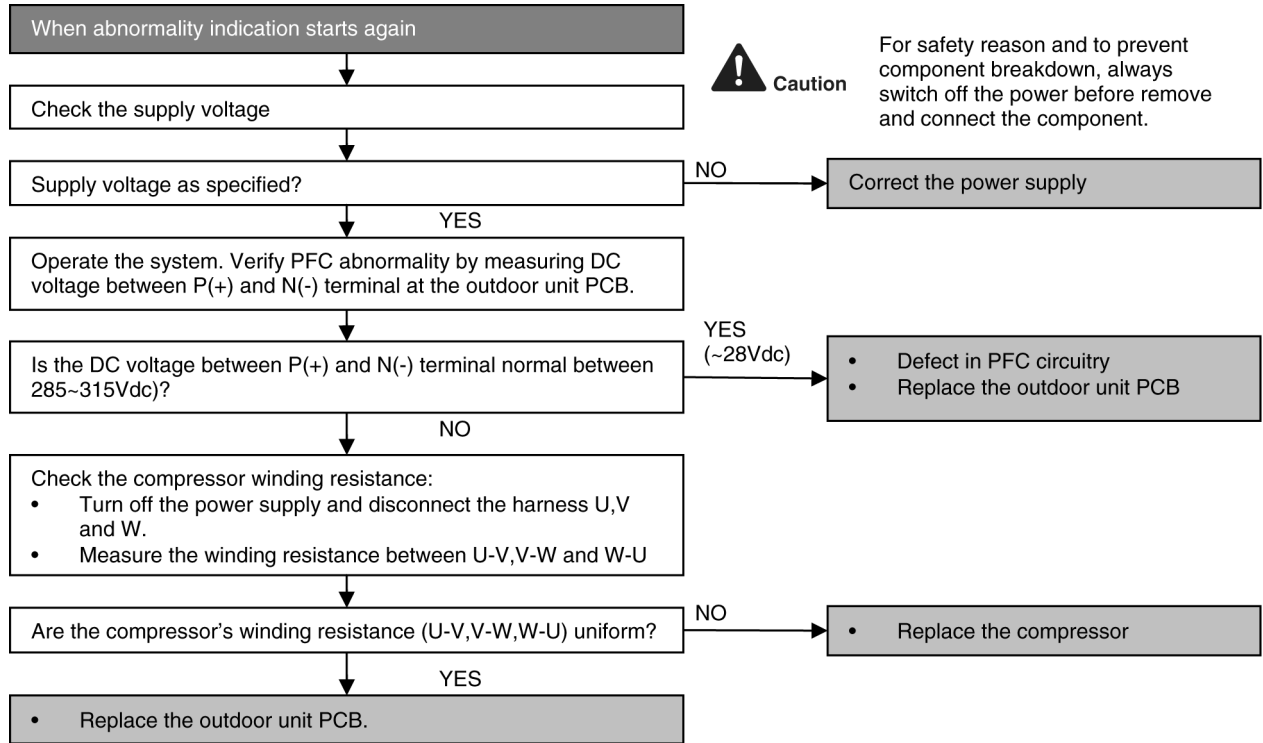 When abnormality indication starts again
Caution
For safety reason and to prevent
component breakdown, always
switch off the power before remove
and connect the component.
Check the supply voltage
Supply voltage as specified?
NO
Correct the power supply
YES
Operate the system. Verify PFC abnormality by measuring DC
voltage between P(+) and N(-) terminal at the outdoor unit PCB.
Is the DC voltage between P(+) and N(-) terminal normal between
285~315Vdc)?
YES
(~28Vdc)
• Defect in PFC circuitry
• Replace the outdoor unit PCB
NO
Check the compressor winding resistance:
• Turn off the power supply and disconnect the harness U,V
and W.
• Measure the winding resistance between U-V,V-W and W-U
Are the compressor's winding resistance (U-V,V-W,W-U) uniform?
NO
• Replace the compressor
YES
• Replace the outdoor unit PCB.